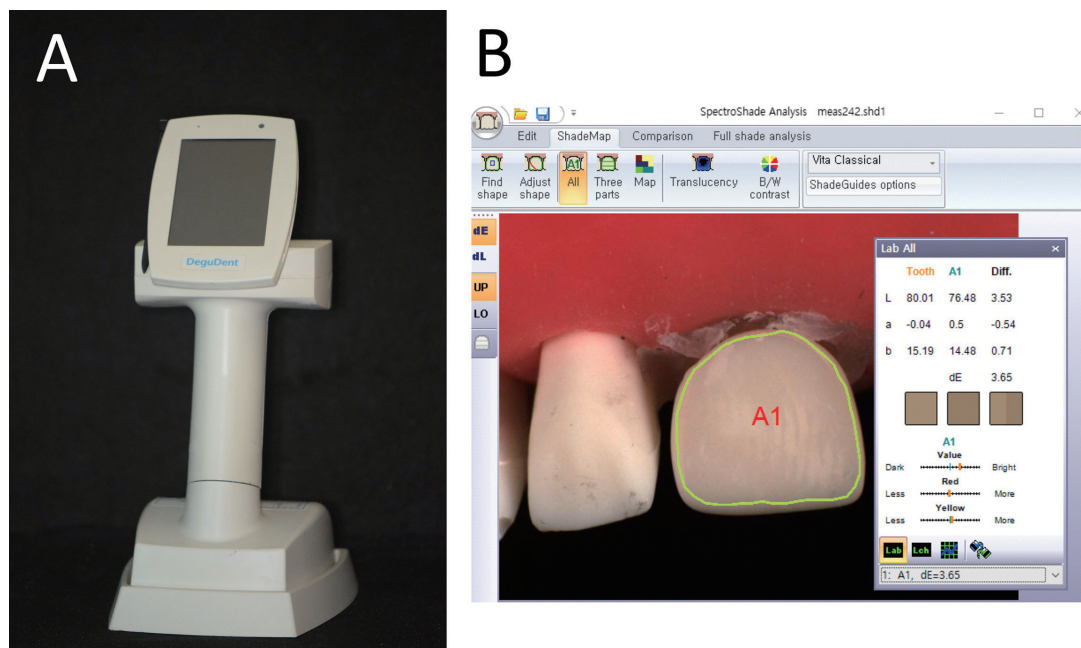 A
DeguDent
B
SpectroShade Analysis meas242.shd1
Edit ShadeMap Comparison Full shade analysis
Find shape
Adjust shape
A1
All
Three parts
Map
Translucency
B/W contrast
Vita Classical
ShadeGuides options
dE
dL
UP
LO
A1
Lab All
Tooth A1 Diff.
L 80.01 76.48 3.53
a -0.04 0.5 -0.54
b 15.19 14.48 0.71
dE 3.65
A1
Value
Dark Bright
Red
Less More
Yellow
Less More
Lab Lch
1: A1, dE=3.65